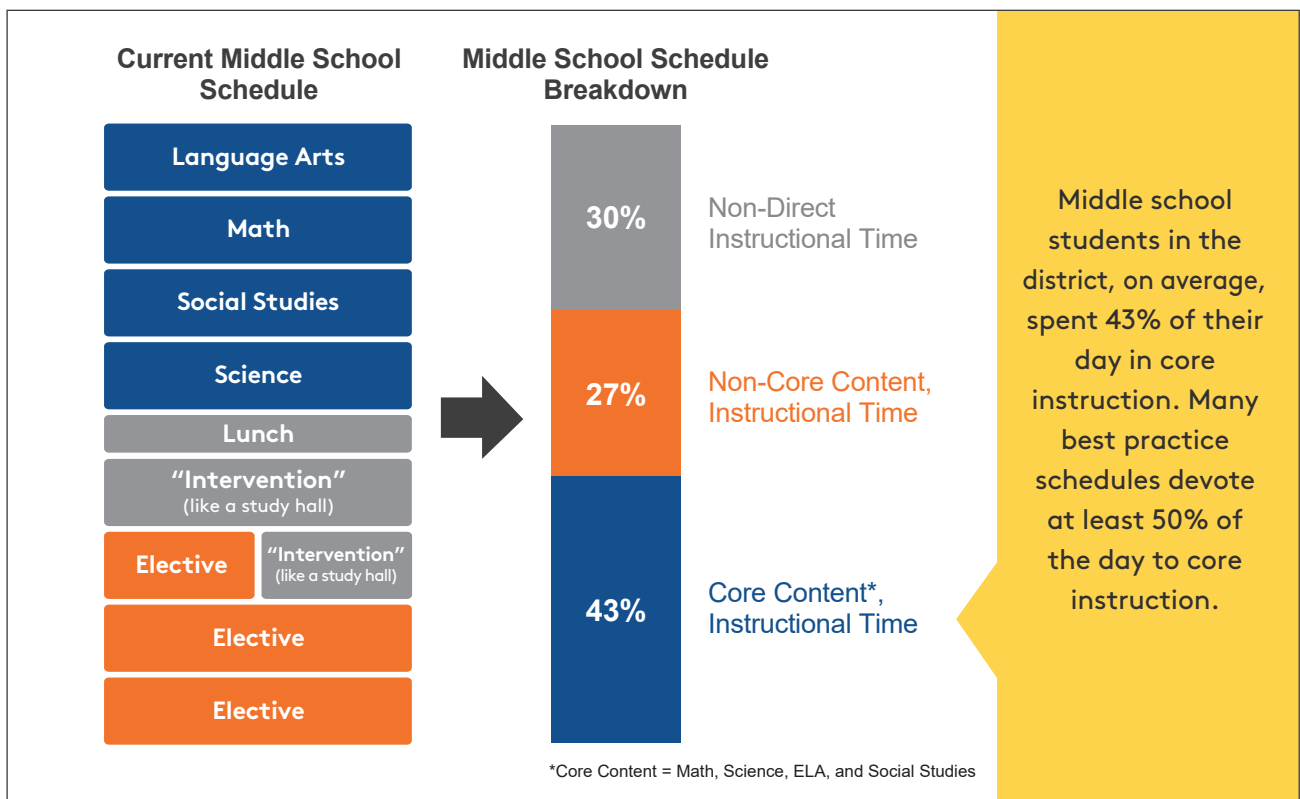 Current Middle School
Schedule
Language Arts
Math
Social Studies
Science
Lunch
“Intervention”
(like a study hall)
Elective
“Intervention”
(like a study hall)
Elective
Elective
Middle School Schedule
Breakdown
30%
Non-Direct
Instructional Time
27%
Non-Core Content,
Instructional Time
43%
Core Content*,
Instructional Time
*Core Content = Math, Science, ELA, and Social Studies
Middle school
students in the
district, on average,
spent 43% of their
day in core
instruction. Many
best practice
schedules devote
at least 50% of
the day to core
instruction.